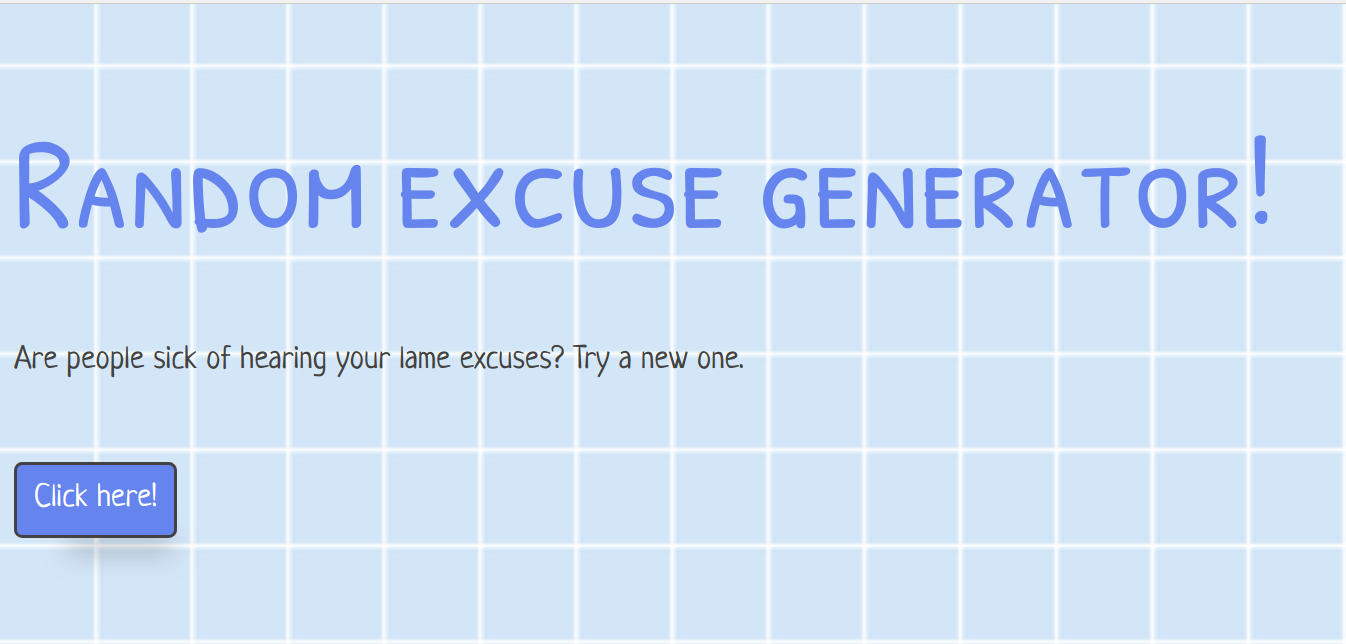 Random excuse generator!
Are people sick of hearing your lame excuses? Try a new one.
Click here!